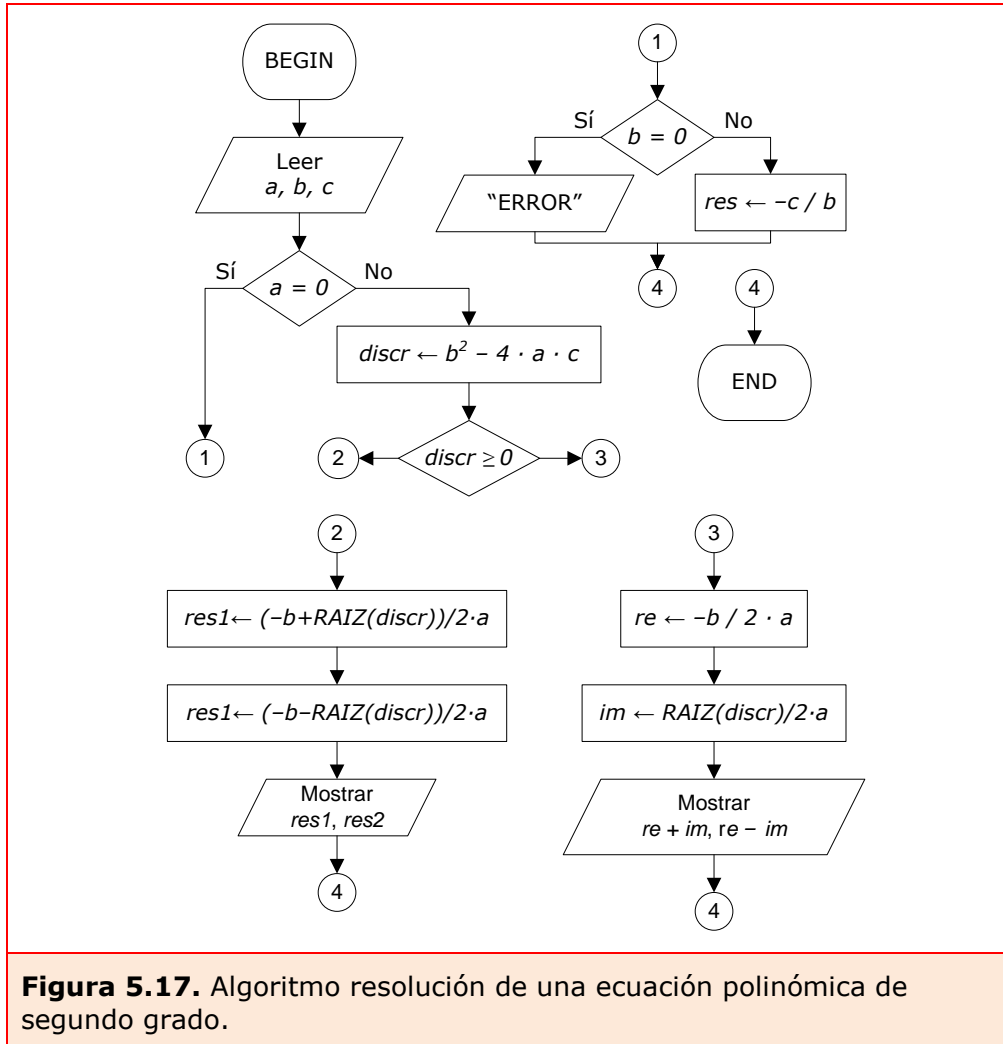 BEGIN
Leer
a, b, c
Sí
a = 0
No
discr ← b² – 4 · a · c
1
2
discr ≥ 0
3
1
Sí
b = 0
No
“ERROR”
res ← –c / b
4
4
END
2
res1← (–b+RAIZ(discr))/2·a
res1← (–b–RAIZ(discr))/2·a
Mostrar
res1, res2
4
3
re ← –b / 2 · a
im ← RAIZ(discr)/2·a
Mostrar
re + im, re – im
4
Figura 5.17. Algoritmo resolución de una ecuación polinómica de
segundo grado.